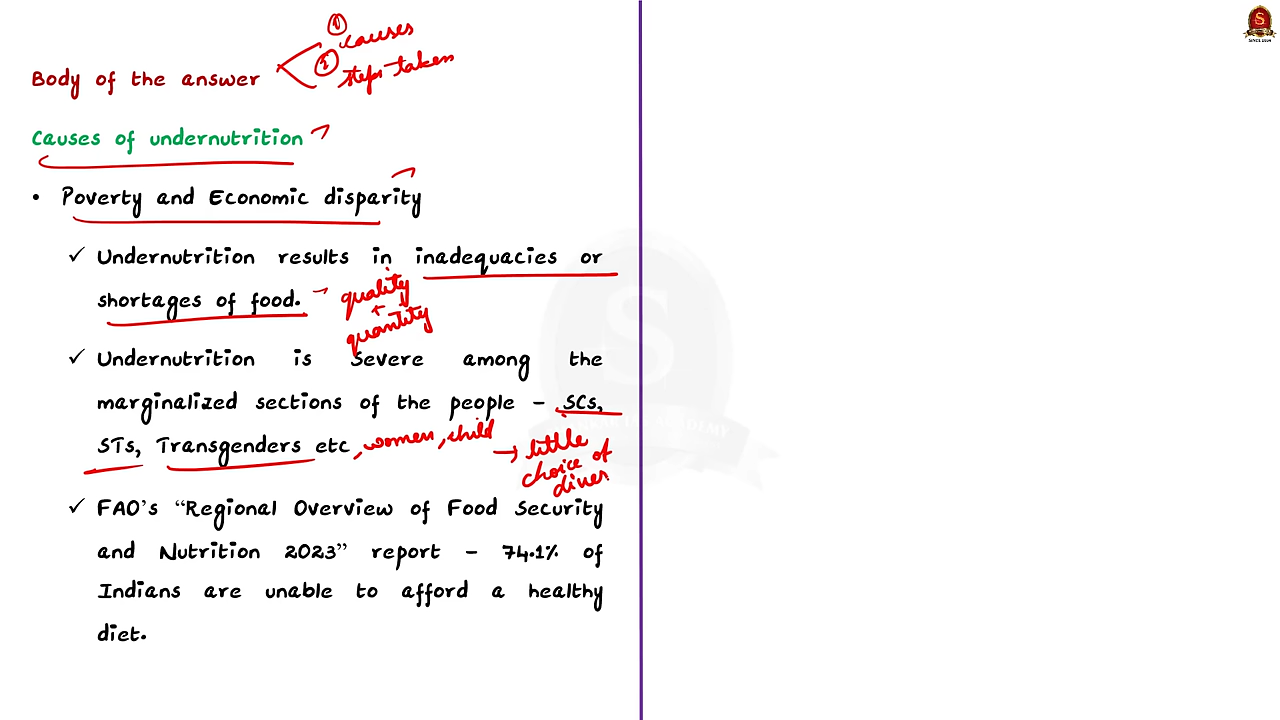 ① causes
② steps taken
Body of the answer
Causes of undernutrition
• Poverty and Economic disparity
✓ Undernutrition results in inadequacies or
shortages of food. - quality
+
quantity
✓ Undernutrition is severe among the
marginalized sections of the people – SCs,
STs, Transgenders etc, women, child
→ little
choice of
diver
✓ FAO's “Regional Overview of Food Security
and Nutrition 2023” report – 74.1% of
Indians are unable to afford a healthy
diet.
S
SINCE 2004